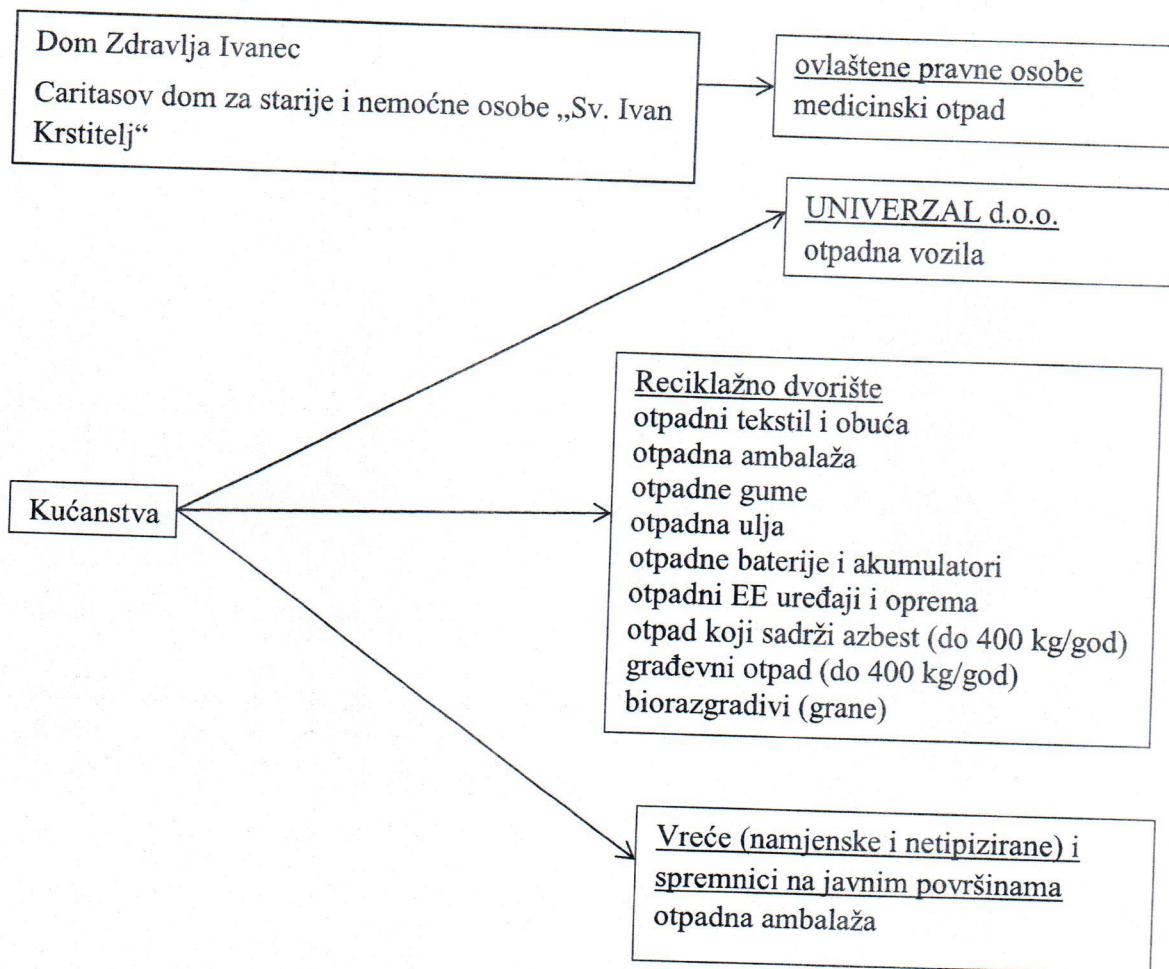 Dom Zdravlja Ivanec
Caritasov dom za starije i nemoćne osobe „Sv. Ivan
Krstitelj“
ovlaštene pravne osobe
medicinski otpad
UNIVERZAL d.o.o.
otpadna vozila
Kućanstva
Reciklažno dvorište
otpadni tekstil i obuća
otpadna ambalaža
otpadne gume
otpadna ulja
otpadne baterije i akumulatori
otpadni EE uređaji i oprema
otpad koji sadrži azbest (do 400 kg/god)
građevni otpad (do 400 kg/god)
biorazgradivi (grane)
Vreće (namjenske i netipizirane) i
spremnici na javnim površinama
otpadna ambalaža